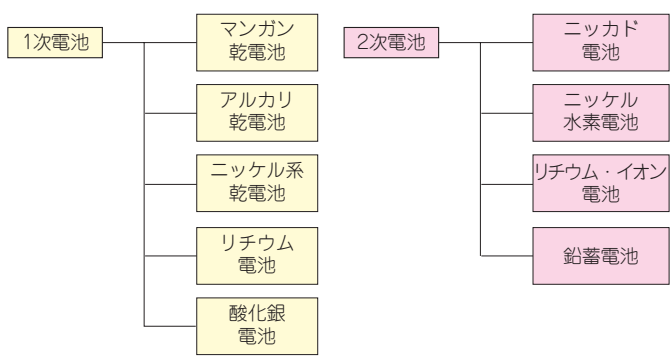 1次電池
マンガン
乾電池
アルカリ
乾電池
ニッケル系
乾電池
リチウム
電池
酸化銀
電池
2次電池
ニッカド
電池
ニッケル
水素電池
リチウム・イオン
電池
鉛蓄電池